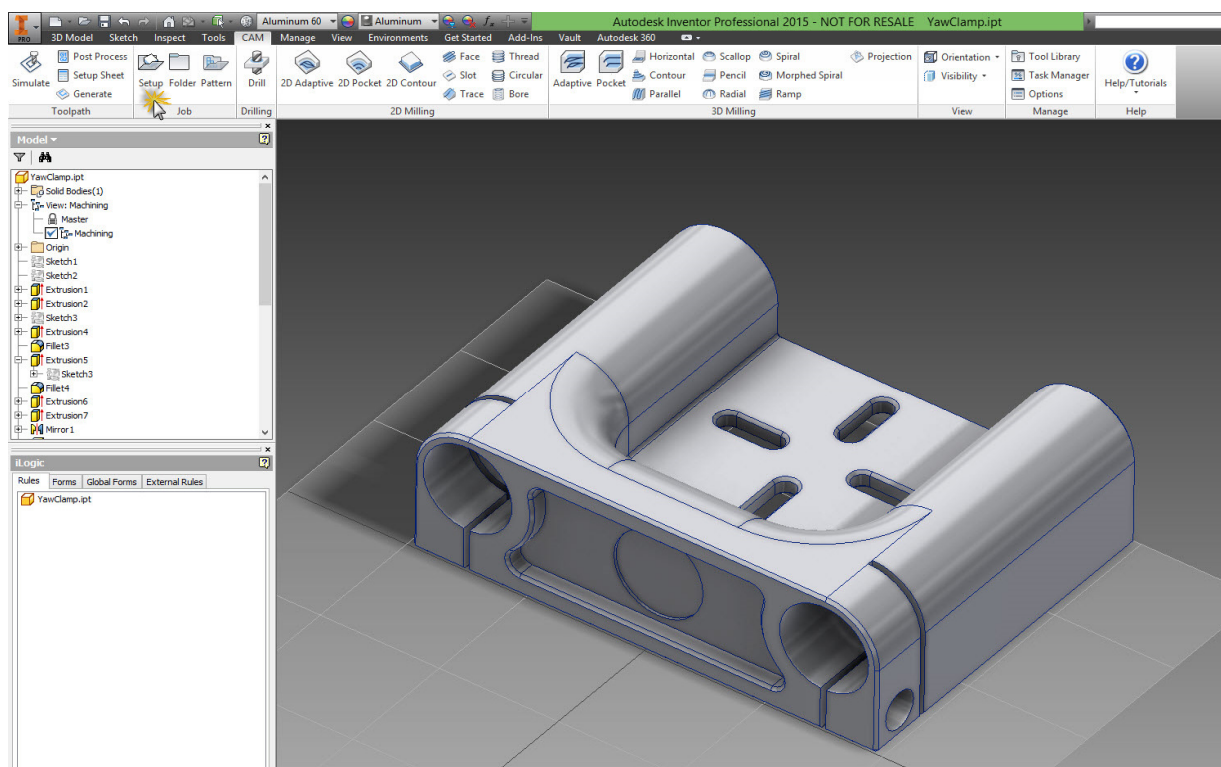 Aluminum 60 Aluminum Autodesk Inventor Professional 2015 - NOT FOR RESALE YawClamp.ipt
PRO 3D Model Sketch Inspect Tools CAM Manage View Environments Get Started Add-Ins Vault Autodesk 360
Simulate
Post Process
Setup Sheet
Generate
Toolpath
Setup Folder Pattern
Job
Drill
Drilling
2D Adaptive 2D Pocket 2D Contour
Face Thread
Slot Circular
Trace Bore
2D Milling
Adaptive Pocket
Horizontal Scallop Spiral Projection
Contour Pencil Morphed Spiral
Parallel Radial Ramp
3D Milling
Orientation
Visibility
View
Tool Library
Task Manager
Options
Manage
Help/Tutorials
Help
Model
YawClamp.ipt
Solid Bodies(1)
View: Machining
Master
Machining
Origin
Sketch1
Sketch2
Extrusion1
Extrusion2
Sketch3
Extrusion4
Fillet3
Extrusion5
Sketch3
Fillet4
Extrusion6
Extrusion7
Mirror1
iLogic
Rules Forms Global Forms External Rules
YawClamp.ipt